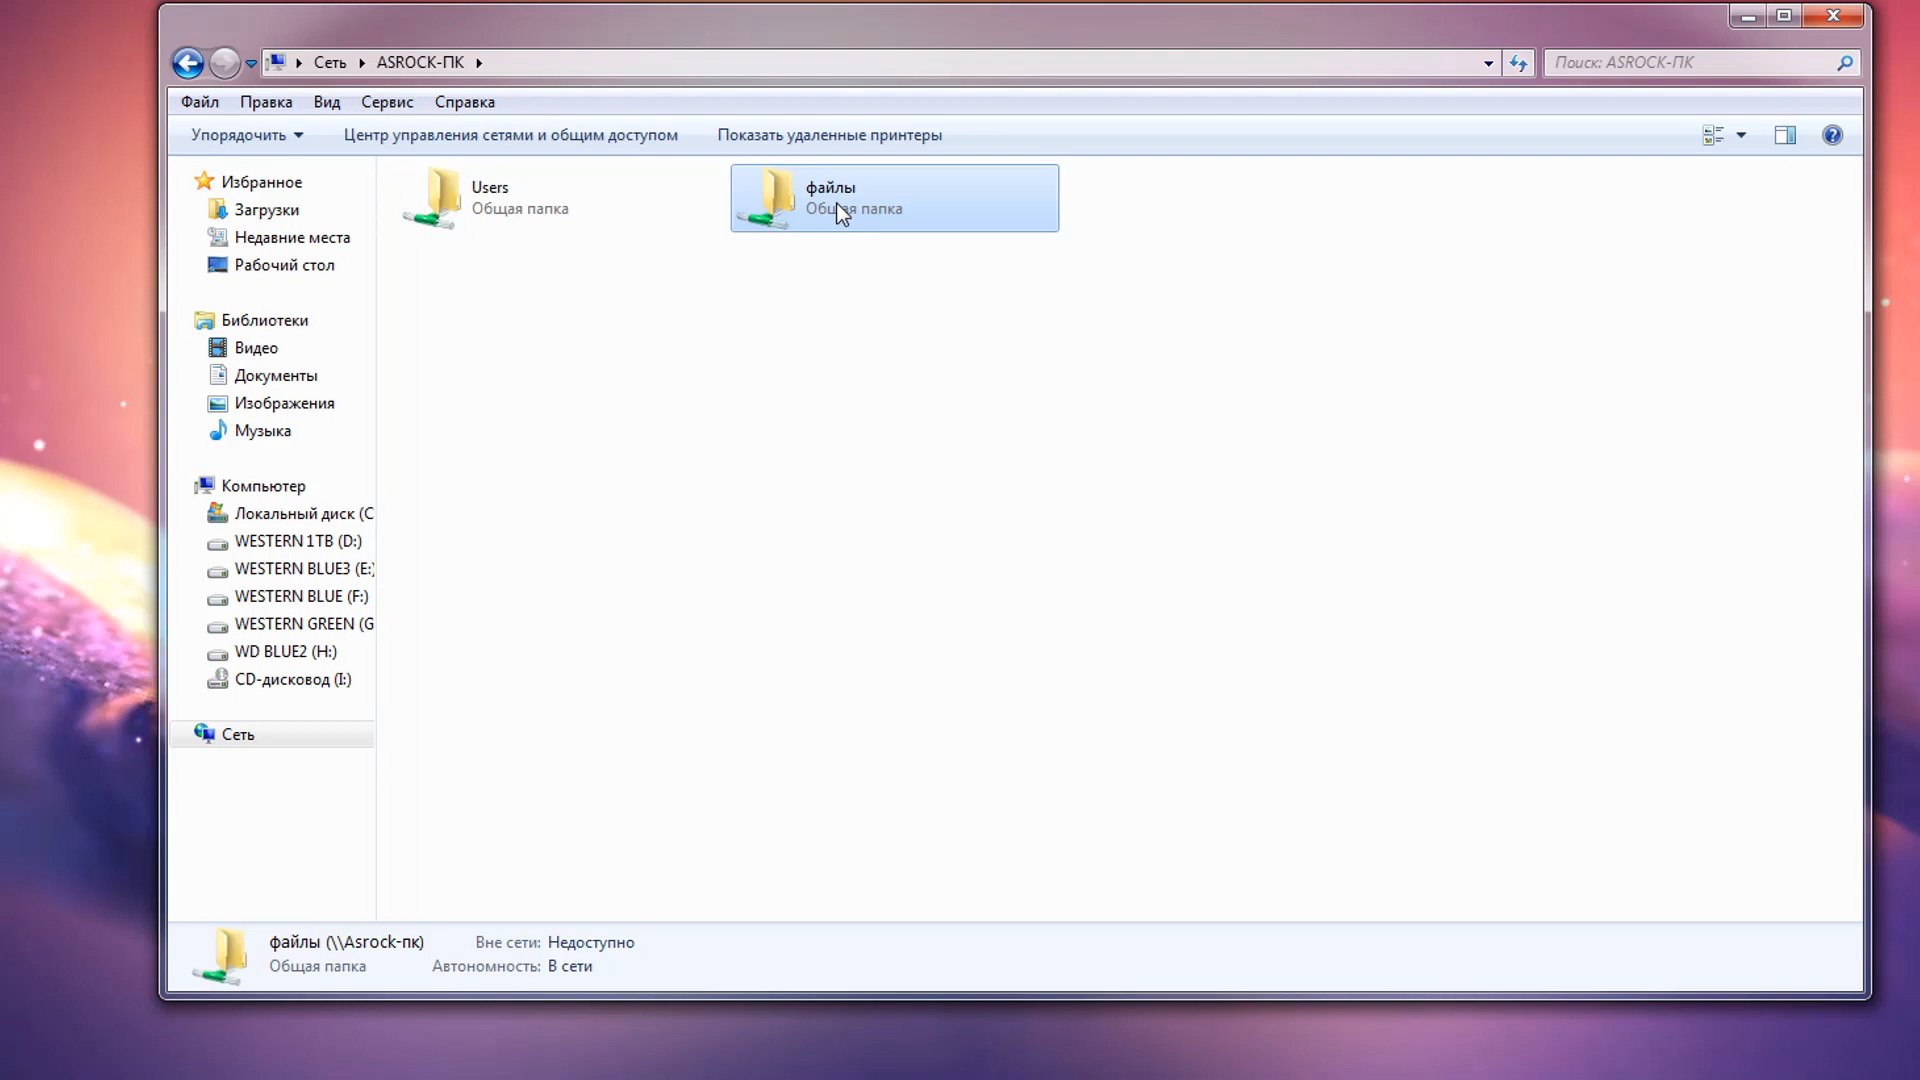 Сеть ASROCK-ПК
Поиск: ASROCK-ПК
Файл Правка Вид Сервис Справка
Упорядочить Центр управления сетями и общим доступом Показать удаленные принтеры
Избранное
Загрузки
Недавние места
Рабочий стол
Библиотеки
Видео
Документы
Изображения
Музыка
Компьютер
Локальный диск (C
WESTERN 1TB (D:)
WESTERN BLUE3 (E:)
WESTERN BLUE (F:)
WESTERN GREEN (G
WD BLUE2 (H:)
CD-дисковод (I:)
Сеть
Users
Общая папка
файлы
Общая папка
файлы (\\Asrock-пк) Вне сети: Недоступно
Общая папка Автономность: В сети